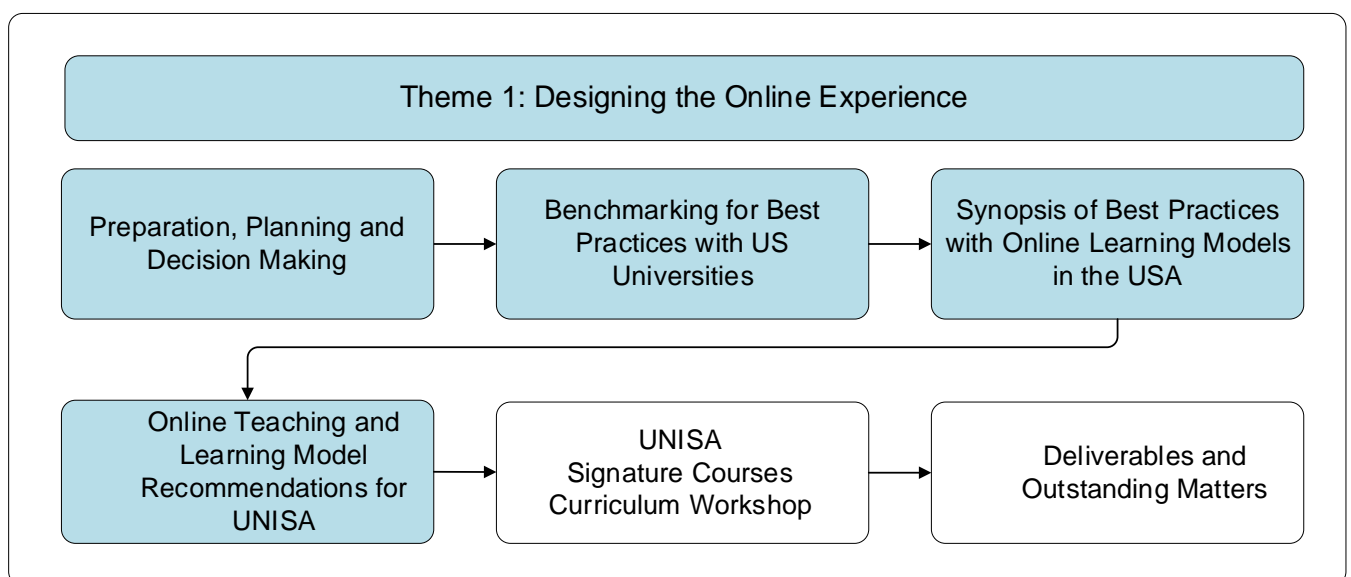 Theme 1: Designing the Online Experience
Preparation, Planning and
Decision Making
Benchmarking for Best
Practices with US
Universities
Synopsis of Best Practices
with Online Learning Models
in the USA
Online Teaching and
Learning Model
Recommendations for
UNISA
UNISA
Signature Courses
Curriculum Workshop
Deliverables and
Outstanding Matters